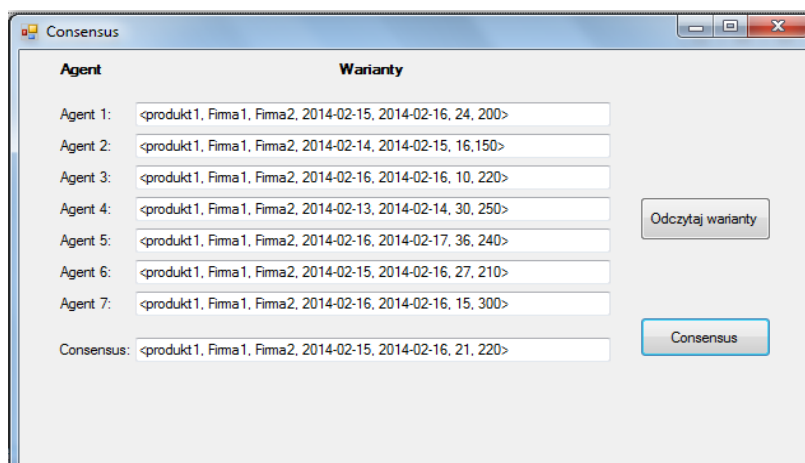 Consensus
Agent Warianty
Agent 1: <produkt1, Firma1, Firma2, 2014-02-15, 2014-02-16, 24, 200>
Agent 2: <produkt1, Firma1, Firma2, 2014-02-14, 2014-02-15, 16,150>
Agent 3: <produkt1, Firma1, Firma2, 2014-02-16, 2014-02-16, 10, 220>
Agent 4: <produkt1, Firma1, Firma2, 2014-02-13, 2014-02-14, 30, 250>
Odczytaj warianty
Agent 5: <produkt1, Firma1, Firma2, 2014-02-16, 2014-02-17, 36, 240>
Agent 6: <produkt1, Firma1, Firma2, 2014-02-15, 2014-02-16, 27, 210>
Agent 7: <produkt1, Firma1, Firma2, 2014-02-16, 2014-02-16, 15, 300>
Consensus
Consensus: <produkt1, Firma1, Firma2, 2014-02-15, 2014-02-16, 21, 220>